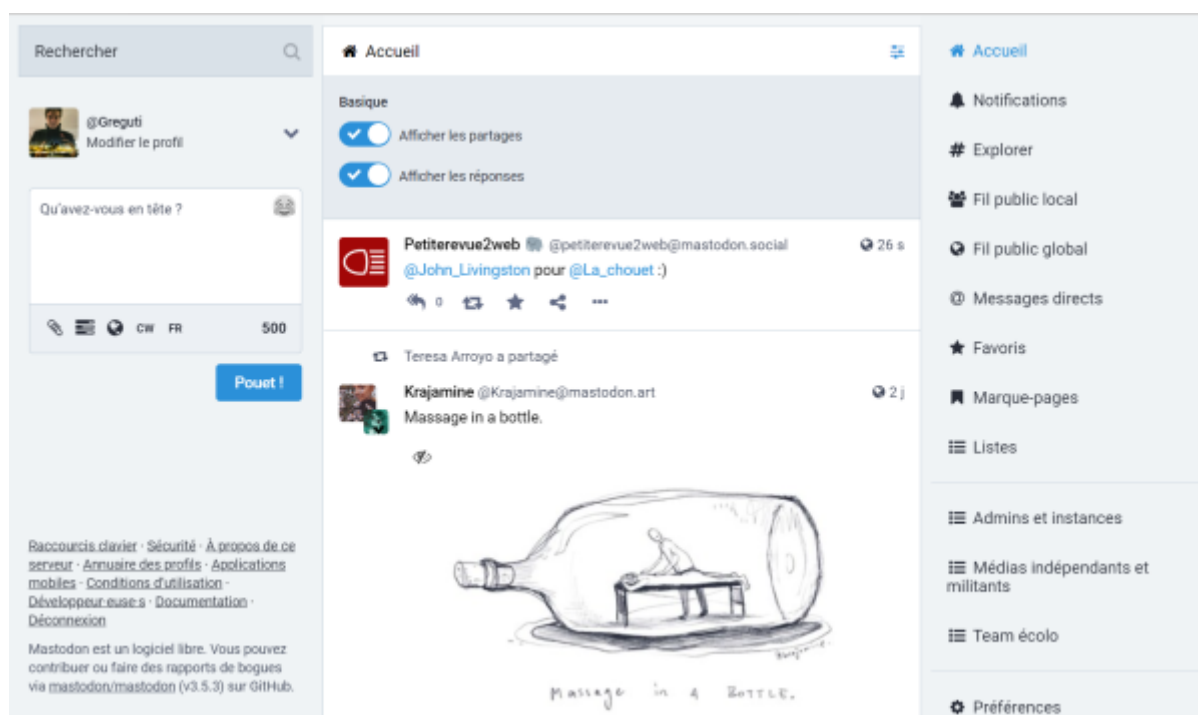 Rechercher
@Greguti
Modifier le profil
Qu'avez-vous en tête ?
CW FR 500
Pouet !
Raccourcis clavier · Sécurité · À propos de ce
serveur · Annuaire des profils · Applications
mobiles · Conditions d'utilisation ·
Développeur·euse·s · Documentation ·
Déconnexion
Mastodon est un logiciel libre. Vous pouvez
contribuer ou faire des rapports de bogues
via mastodon/mastodon (v3.5.3) sur GitHub.
Accueil
Basique
Afficher les partages
Afficher les réponses
Petiterevue2web @petiterevue2web@mastodon.social 26 s
@John_Livingston pour @La_chouet :)
0
Teresa Arroyo a partagé
Krajamine @Krajamine@mastodon.art 2 j
Massage in a bottle.
Massage in a Bottle.
Accueil
Notifications
# Explorer
Fil public local
Fil public global
@ Messages directs
Favoris
Marque-pages
Listes
Admins et instances
Médias indépendants et
militants
Team écolo
Préférences